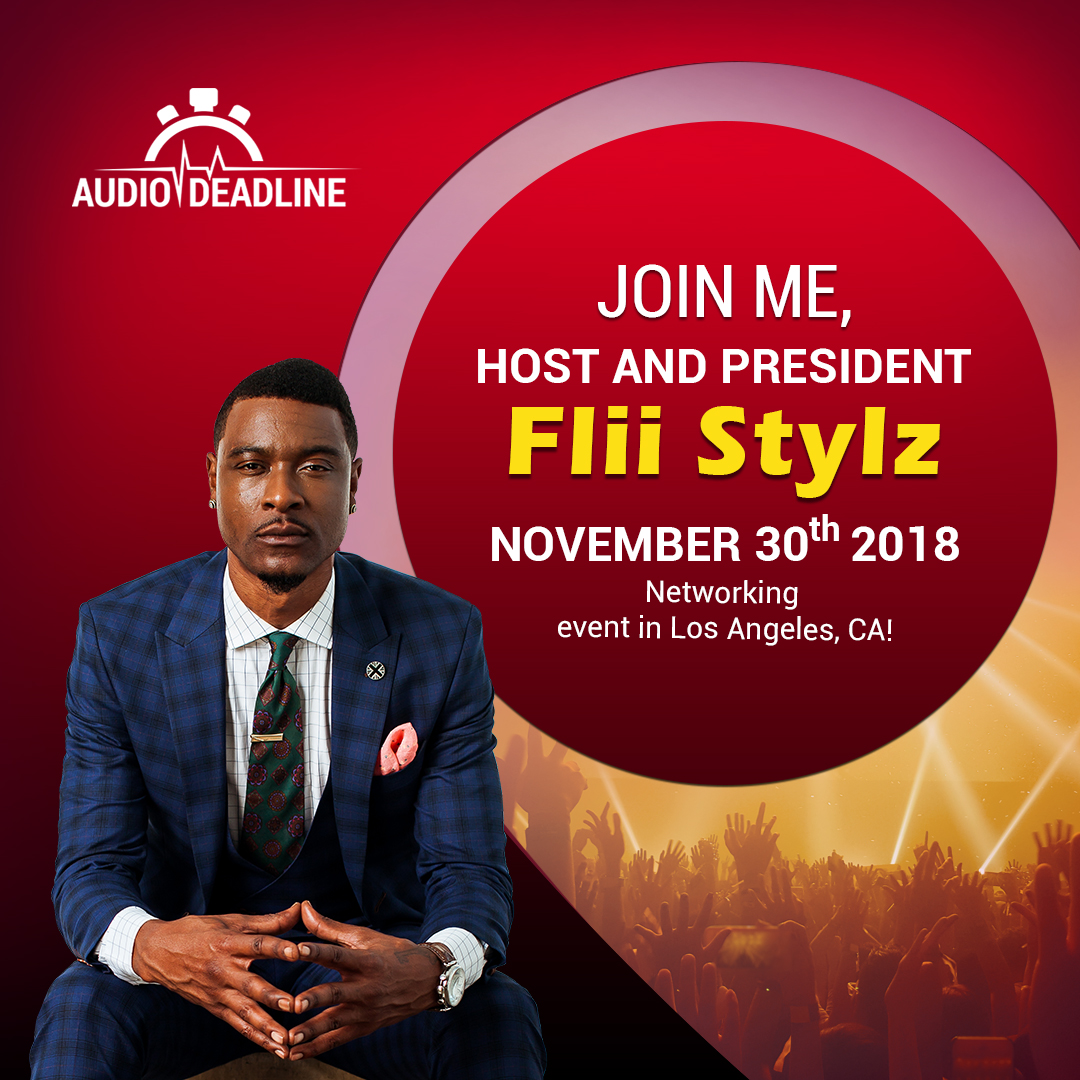 AUDIO DEADLINE
JOIN ME,
HOST AND PRESIDENT
Flii Stylz
NOVEMBER 30th 2018
Networking
event in Los Angeles, CA!